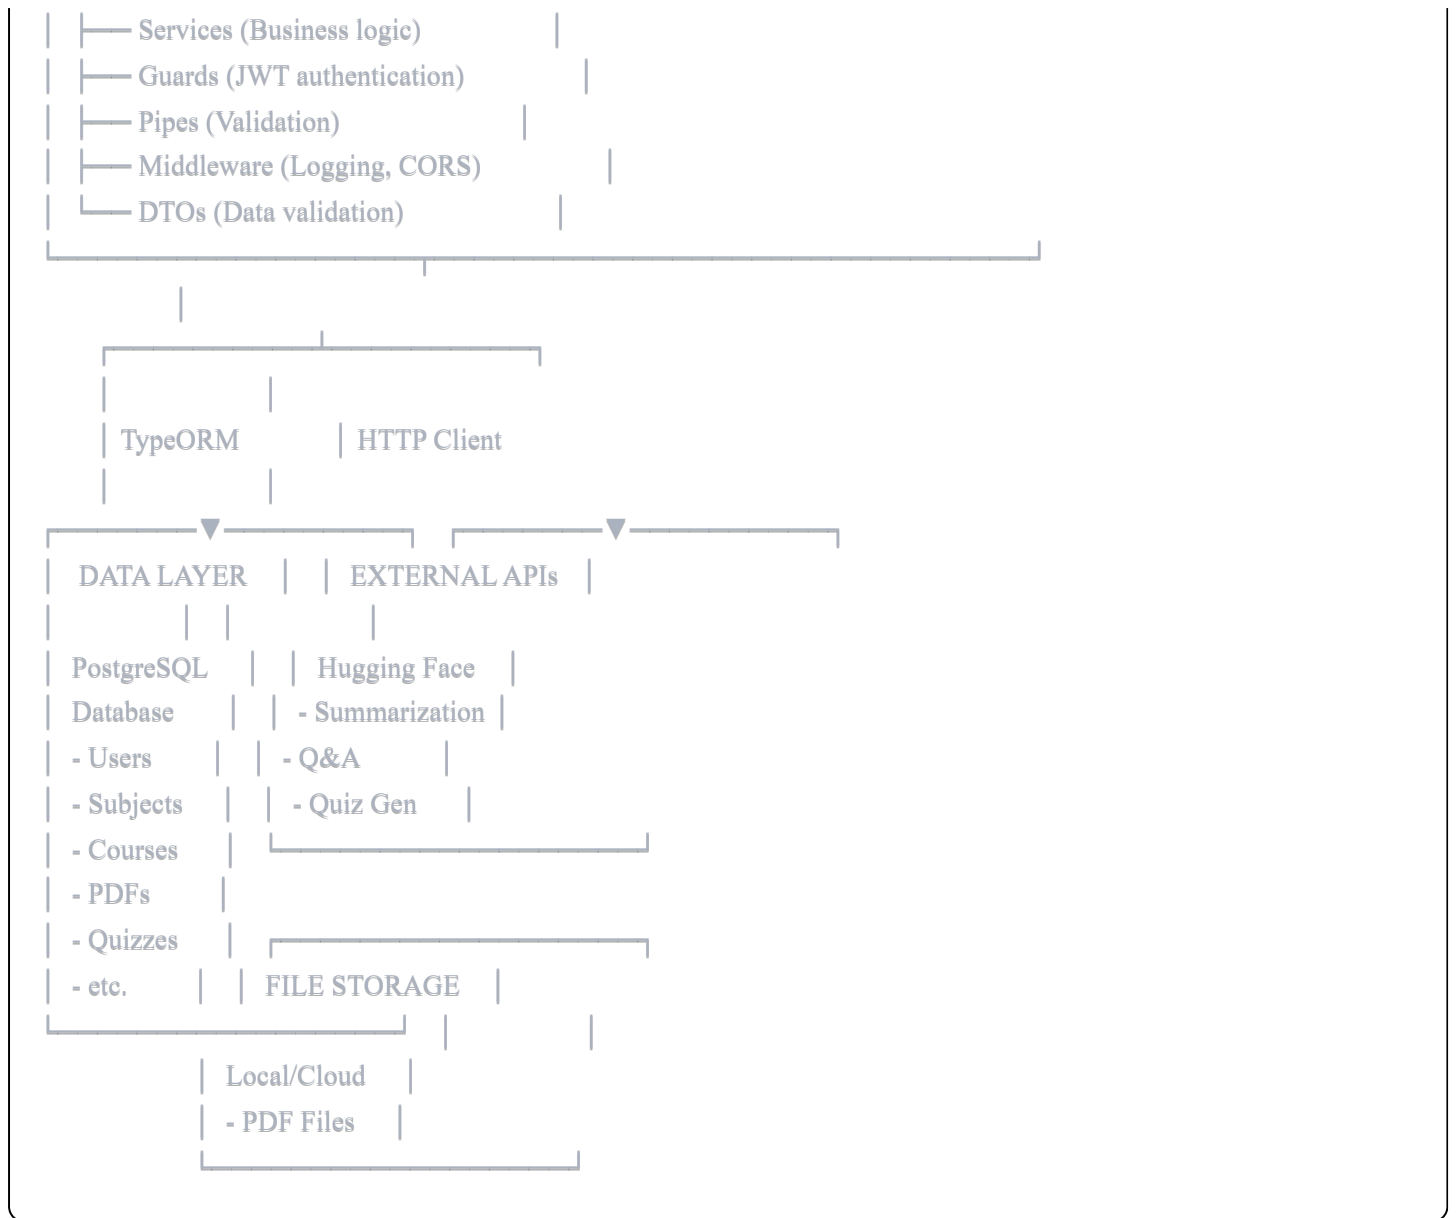 │ ├── Services (Business logic) │
│ ├── Guards (JWT authentication) │
│ ├── Pipes (Validation) │
│ ├── Middleware (Logging, CORS) │
│ └── DTOs (Data validation) │
TypeORM │ HTTP Client
DATA LAYER │ │ EXTERNAL APIs │
│ PostgreSQL │ │ Hugging Face │
│ Database │ │ - Summarization │
│ - Users │ │ - Q&A │
│ - Subjects │ │ - Quiz Gen │
│ - Courses │
│ - PDFs │
│ - Quizzes │
│ - etc. │ │ FILE STORAGE │
│ Local/Cloud │
│ - PDF Files │